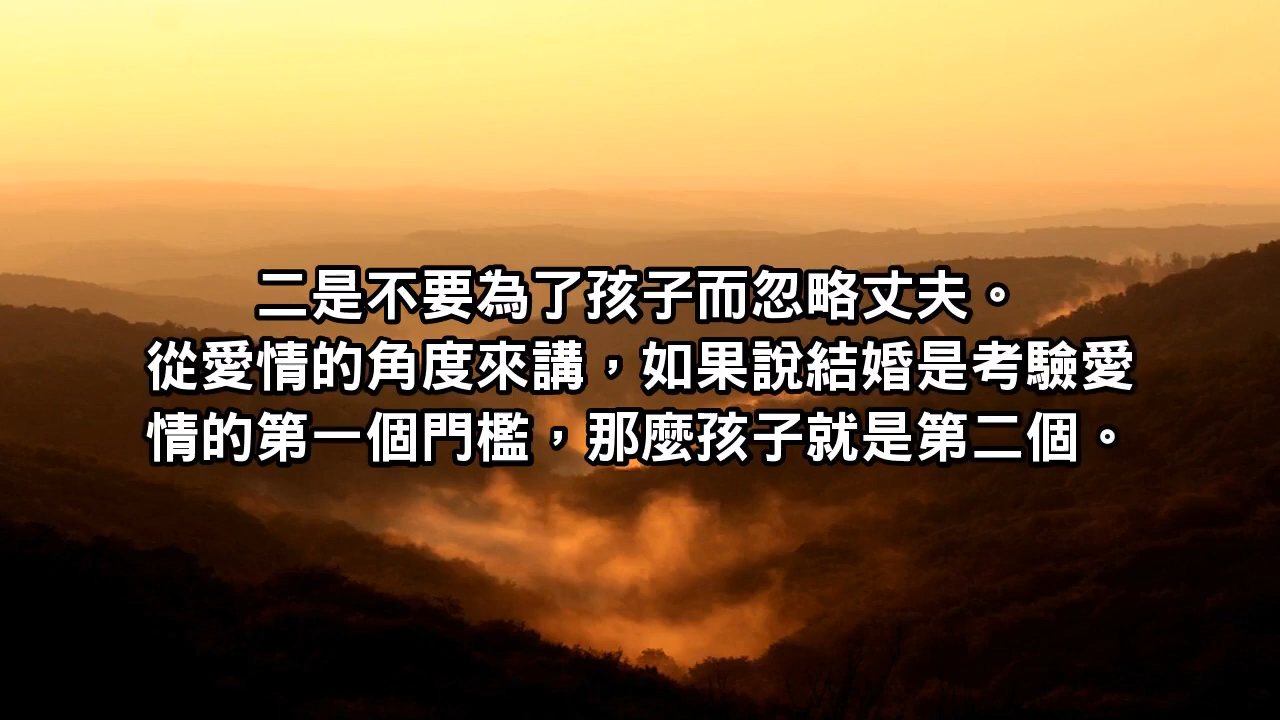 二是不要為了孩子而忽略丈夫。
從愛情的角度來講，如果說結婚是考驗愛
情的第一個門檻，那麼孩子就是第二個。